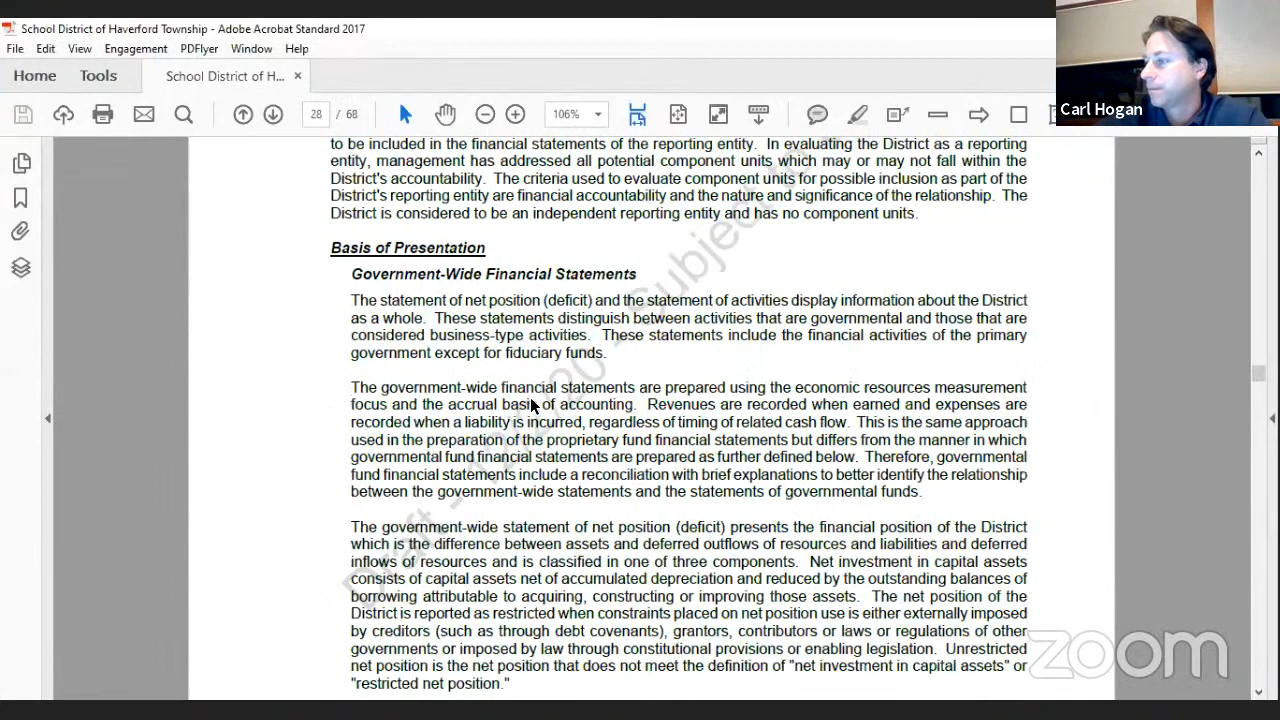 School District of Haverford Township - Adobe Acrobat Standard 2017
File Edit View Engagement PDFlyer Window Help
Home Tools School District of H... ×
28 / 68 106%
Carl Hogan
to be included in the financial statements of the reporting entity. In evaluating the District as a reporting
entity, management has addressed all potential component units which may or may not fall within the
District's accountability. The criteria used to evaluate component units for possible inclusion as part of the
District's reporting entity are financial accountability and the nature and significance of the relationship. The
District is considered to be an independent reporting entity and has no component units.
Basis of Presentation
Government-Wide Financial Statements
The statement of net position (deficit) and the statement of activities display information about the District
as a whole. These statements distinguish between activities that are governmental and those that are
considered business-type activities. These statements include the financial activities of the primary
government except for fiduciary funds.
The government-wide financial statements are prepared using the economic resources measurement
focus and the accrual basis of accounting. Revenues are recorded when earned and expenses are
recorded when a liability is incurred, regardless of timing of related cash flow. This is the same approach
used in the preparation of the proprietary fund financial statements but differs from the manner in which
governmental fund financial statements are prepared as further defined below. Therefore, governmental
fund financial statements include a reconciliation with brief explanations to better identify the relationship
between the government-wide statements and the statements of governmental funds.
The government-wide statement of net position (deficit) presents the financial position of the District
which is the difference between assets and deferred outflows of resources and liabilities and deferred
inflows of resources and is classified in one of three components. Net investment in capital assets
consists of capital assets net of accumulated depreciation and reduced by the outstanding balances of
borrowing attributable to acquiring, constructing or improving those assets. The net position of the
District is reported as restricted when constraints placed on net position use is either externally imposed
by creditors (such as through debt covenants), grantors, contributors or laws or regulations of other
governments or imposed by law through constitutional provisions or enabling legislation. Unrestricted
net position is the net position that does not meet the definition of "net investment in capital assets" or
"restricted net position."
Draft - 12/2/20 - Subject to
zoom